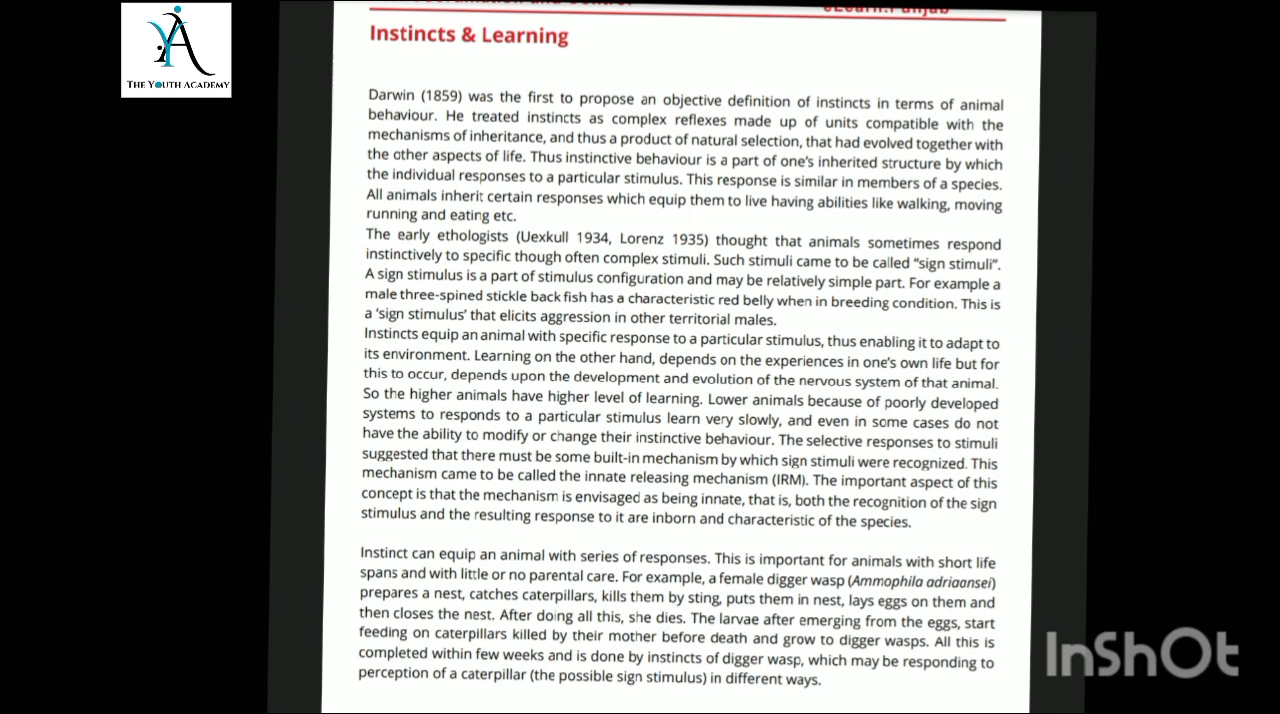 THE YOUTH ACADEMY
eLearn.Punjab
Instincts & Learning
Darwin (1859) was the first to propose an objective definition of instincts in terms of animal
behaviour. He treated instincts as complex reflexes made up of units compatible with the
mechanisms of inheritance, and thus a product of natural selection, that had evolved together with
the other aspects of life. Thus instinctive behaviour is a part of one's inherited structure by which
the individual responses to a particular stimulus. This response is similar in members of a species.
All animals inherit certain responses which equip them to live having abilities like walking, moving
running and eating etc.
The early ethologists (Uexkull 1934, Lorenz 1935) thought that animals sometimes respond
instinctively to specific though often complex stimuli. Such stimuli came to be called “sign stimuli”.
A sign stimulus is a part of stimulus configuration and may be relatively simple part. For example a
male three-spined stickle back fish has a characteristic red belly when in breeding condition. This is
a ‘sign stimulus’ that elicits aggression in other territorial males.
Instincts equip an animal with specific response to a particular stimulus, thus enabling it to adapt to
its environment. Learning on the other hand, depends on the experiences in one's own life but for
this to occur, depends upon the development and evolution of the nervous system of that animal.
So the higher animals have higher level of learning. Lower animals because of poorly developed
systems to responds to a particular stimulus learn very slowly, and even in some cases do not
have the ability to modify or change their instinctive behaviour. The selective responses to stimuli
suggested that there must be some built-in mechanism by which sign stimuli were recognized. This
mechanism came to be called the innate releasing mechanism (IRM). The important aspect of this
concept is that the mechanism is envisaged as being innate, that is, both the recognition of the sign
stimulus and the resulting response to it are inborn and characteristic of the species.
Instinct can equip an animal with series of responses. This is important for animals with short life
spans and with little or no parental care. For example, a female digger wasp (Ammophila adriaansei)
prepares a nest, catches caterpillars, kills them by sting, puts them in nest, lays eggs on them and
then closes the nest. After doing all this, she dies. The larvae after emerging from the eggs, start
feeding on caterpillars killed by their mother before death and grow to digger wasps. All this is
completed within few weeks and is done by instincts of digger wasp, which may be responding to
perception of a caterpillar (the possible sign stimulus) in different ways.
InShOt